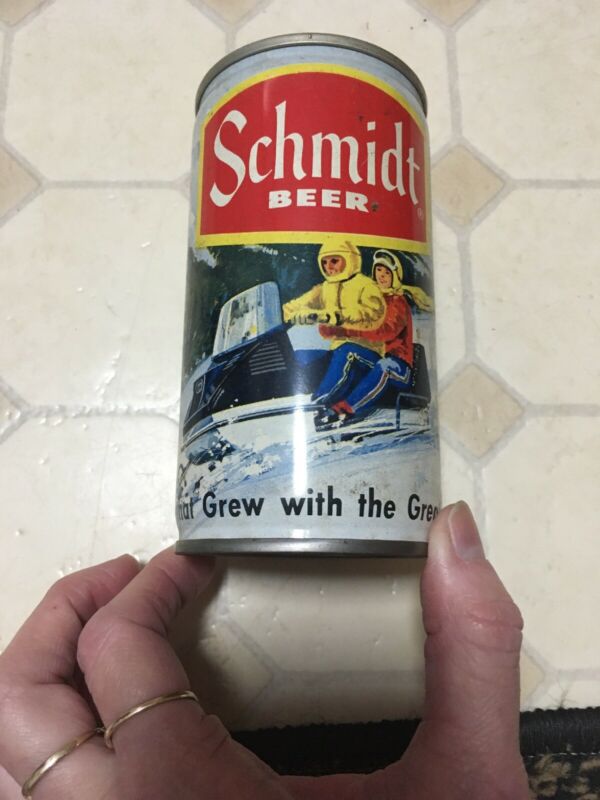 Schmidt
BEER
®
Grew with the